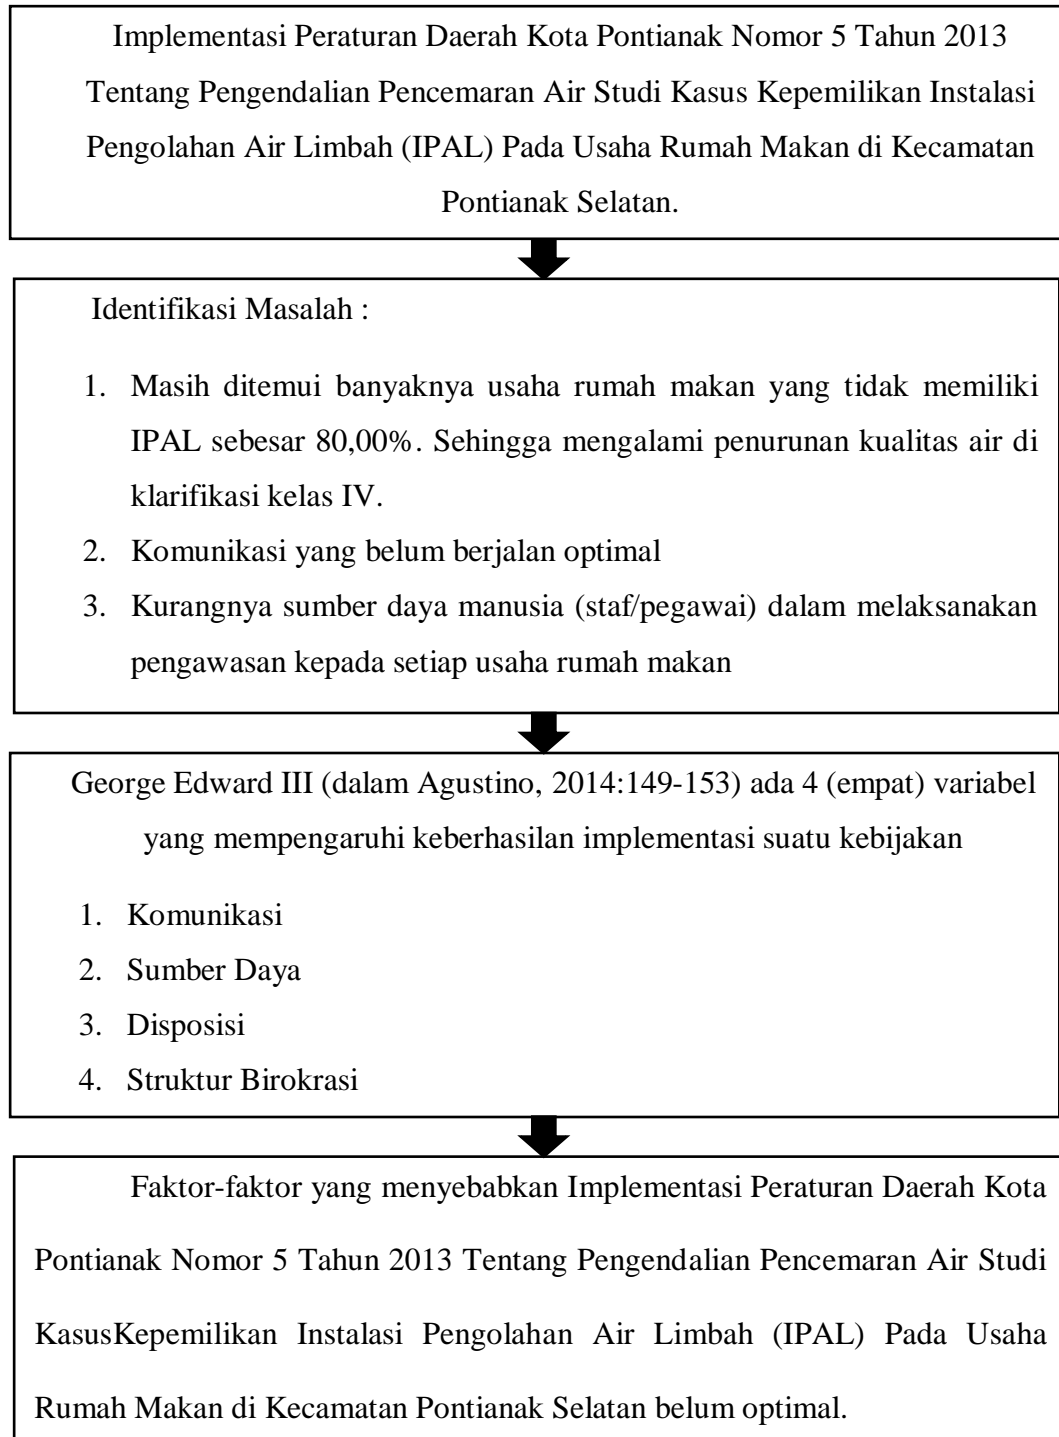 Implementasi Peraturan Daerah Kota Pontianak Nomor 5 Tahun 2013
Tentang Pengendalian Pencemaran Air Studi Kasus Kepemilikan Instalasi
Pengolahan Air Limbah (IPAL) Pada Usaha Rumah Makan di Kecamatan
Pontianak Selatan.
Identifikasi Masalah :
1. Masih ditemui banyaknya usaha rumah makan yang tidak memiliki
IPAL sebesar 80,00%. Sehingga mengalami penurunan kualitas air di
klarifikasi kelas IV.
2. Komunikasi yang belum berjalan optimal
3. Kurangnya sumber daya manusia (staf/pegawai) dalam melaksanakan
pengawasan kepada setiap usaha rumah makan
George Edward III (dalam Agustino, 2014:149-153) ada 4 (empat) variabel
yang mempengaruhi keberhasilan implementasi suatu kebijakan
1. Komunikasi
2. Sumber Daya
3. Disposisi
4. Struktur Birokrasi
Faktor-faktor yang menyebabkan Implementasi Peraturan Daerah Kota
Pontianak Nomor 5 Tahun 2013 Tentang Pengendalian Pencemaran Air Studi
KasusKepemilikan Instalasi Pengolahan Air Limbah (IPAL) Pada Usaha
Rumah Makan di Kecamatan Pontianak Selatan belum optimal.